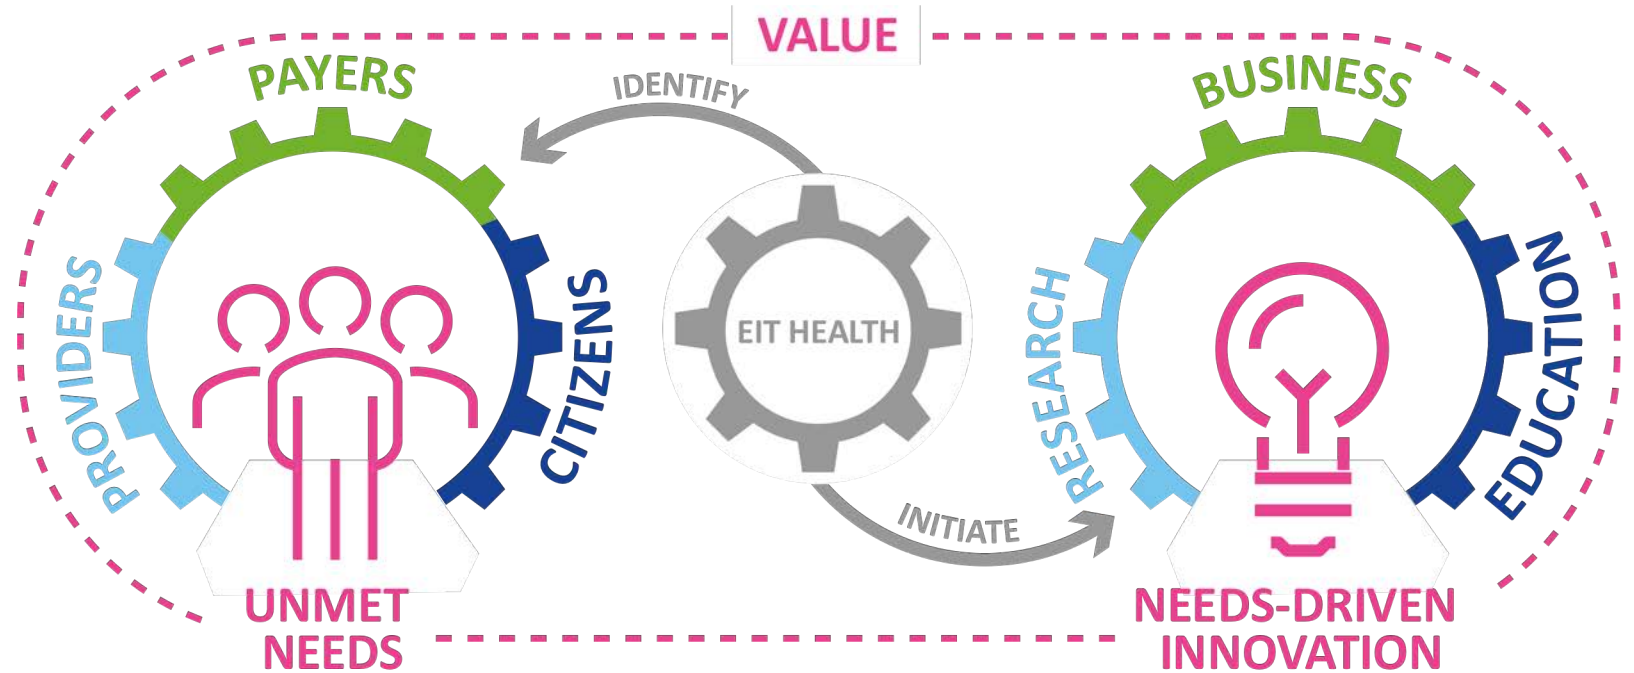 VALUE
PAYERS
IDENTIFY
BUSINESS
PROVIDERS
CITIZENS
EIT HEALTH
RESEARCH
EDUCATION
INITIATE
UNMET
NEEDS
NEEDS-DRIVEN
INNOVATION